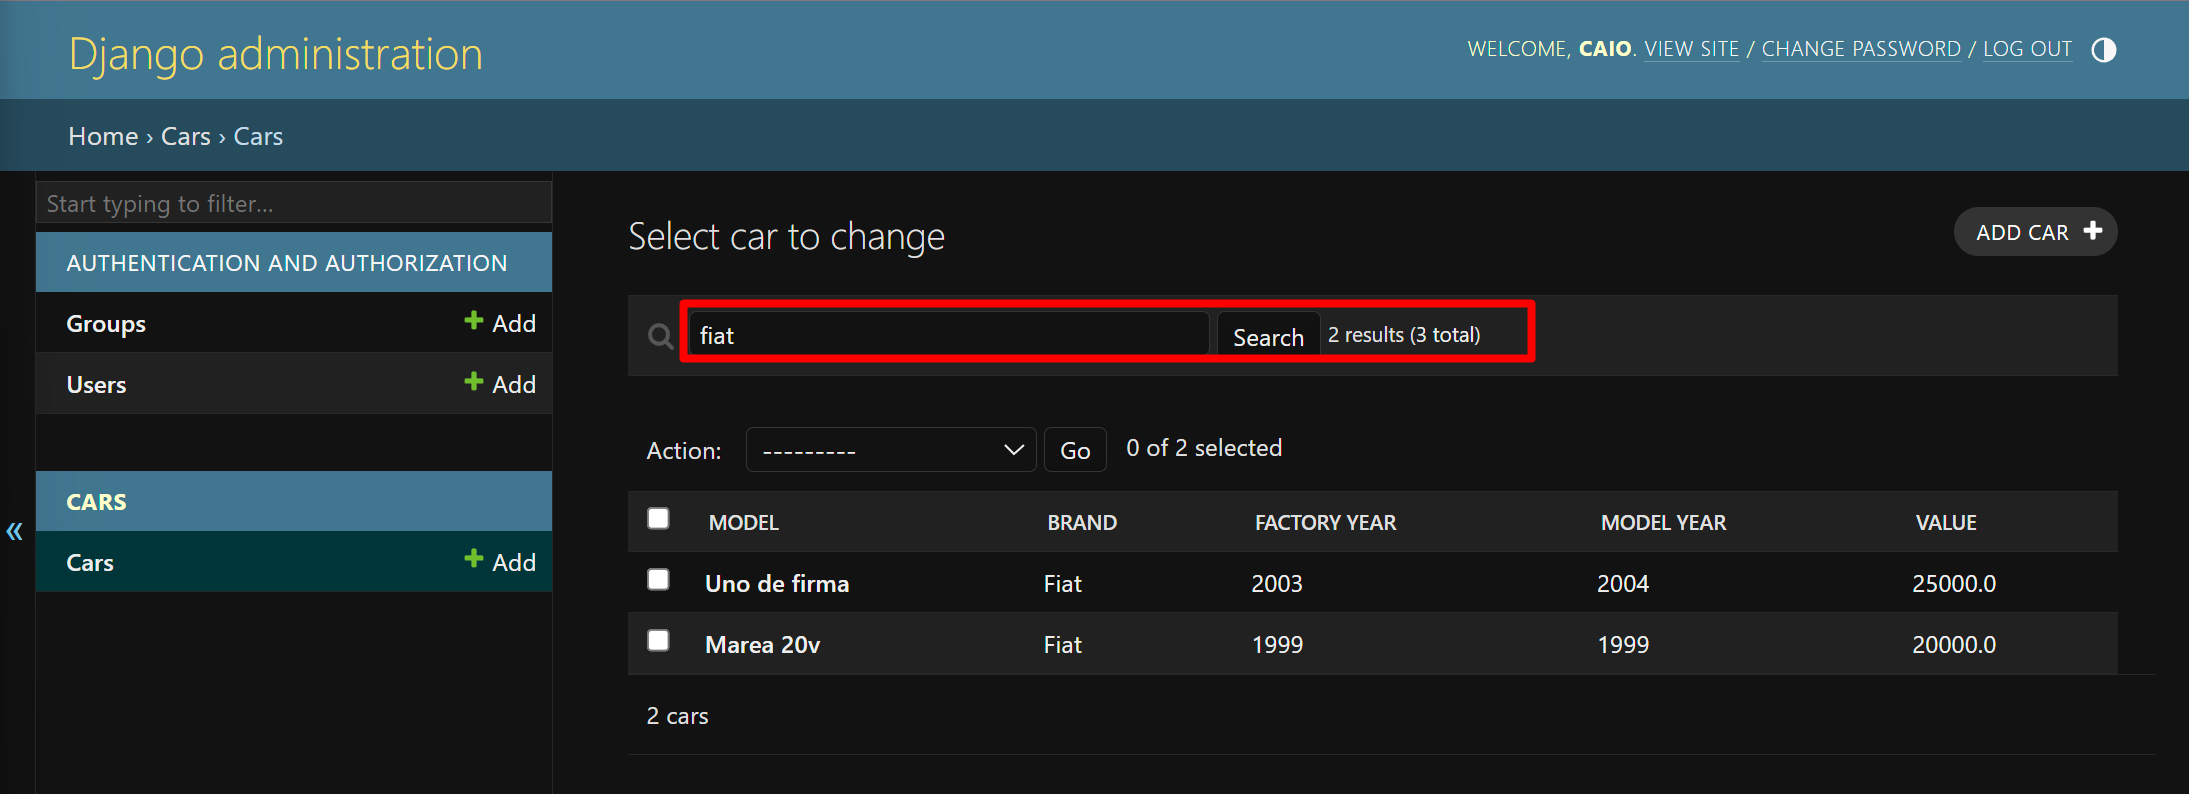 Django administration
WELCOME, CAIO. VIEW SITE / CHANGE PASSWORD / LOG OUT
Home › Cars › Cars
Start typing to filter...
AUTHENTICATION AND AUTHORIZATION
Groups + Add
Users + Add
CARS
Cars + Add
«
Select car to change
ADD CAR +
fiat Search 2 results (3 total)
Action: --------- Go 0 of 2 selected
MODEL BRAND FACTORY YEAR MODEL YEAR VALUE
Uno de firma Fiat 2003 2004 25000.0
Marea 20v Fiat 1999 1999 20000.0
2 cars